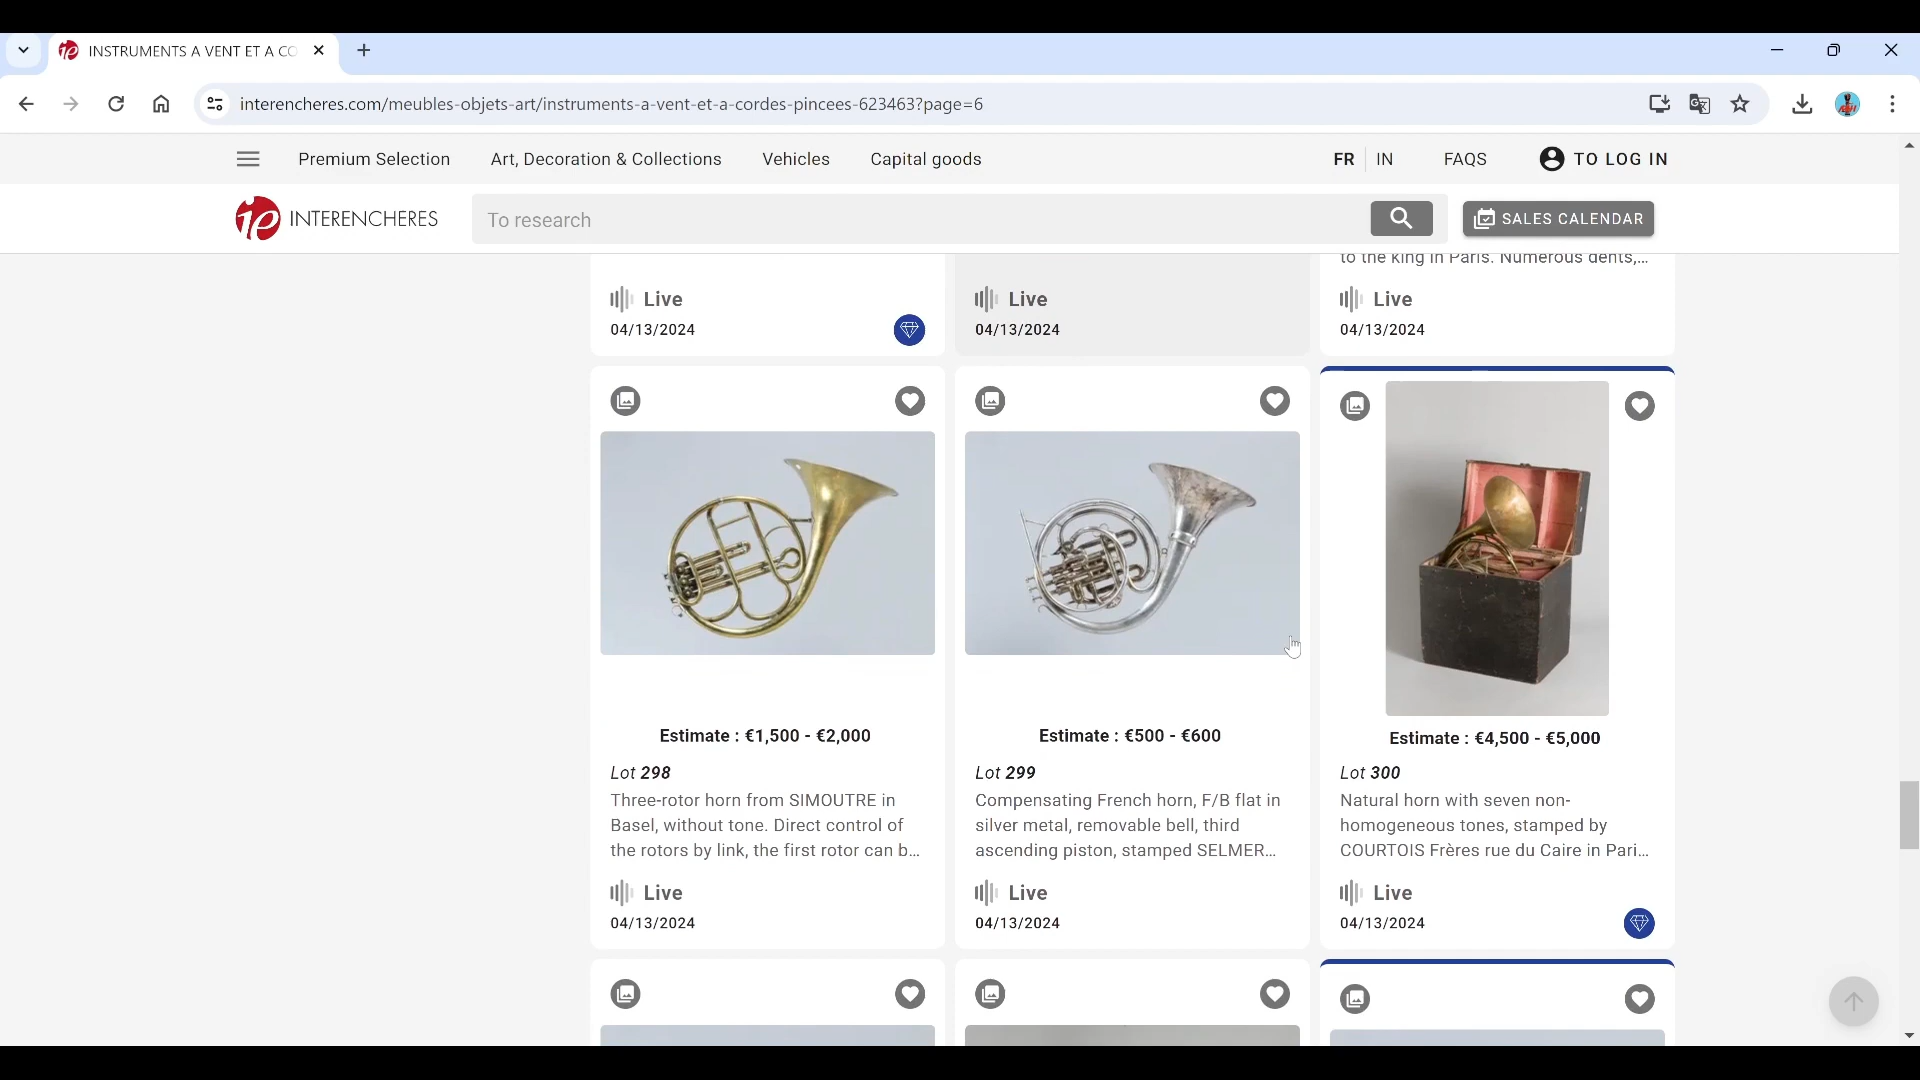 INSTRUMENTS A VENT ET A CO
interencheres.com/meubles-objets-art/instruments-a-vent-et-a-cordes-pincees-623463?page=6
Premium Selection Art, Decoration & Collections Vehicles Capital goods FR IN FAQS TO LOG IN
INTERENCHERES To research SALES CALENDAR
to the king in Paris. Numerous dents,...
Live Live Live
04/13/2024 04/13/2024 04/13/2024
Estimate : €1,500 - €2,000
Lot 298
Three-rotor horn from SIMOUTRE in
Basel, without tone. Direct control of
the rotors by link, the first rotor can b...
Live
04/13/2024
Estimate : €500 - €600
Lot 299
Compensating French horn, F/B flat in
silver metal, removable bell, third
ascending piston, stamped SELMER...
Live
04/13/2024
Estimate : €4,500 - €5,000
Lot 300
Natural horn with seven non-
homogeneous tones, stamped by
COURTOIS Frères rue du Caire in Pari...
Live
04/13/2024